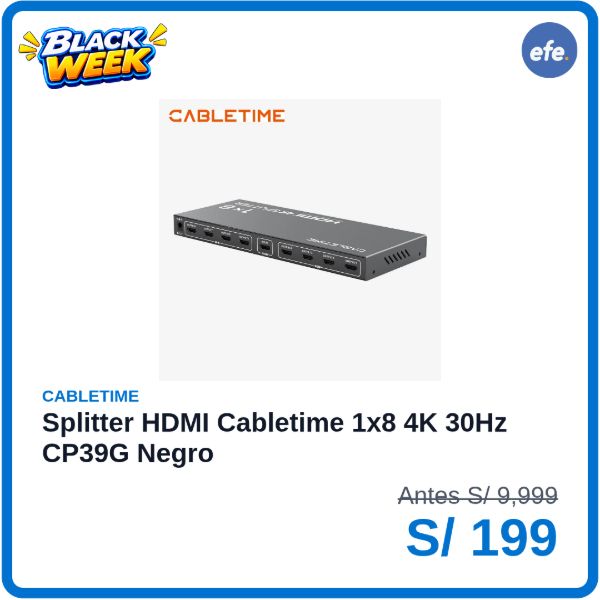 BLACK
WEEK
efe.
CABLETIME
CABLETIME
Splitter HDMI Cabletime 1x8 4K 30Hz
CP39G Negro
Antes S/ 9,999
S/ 199